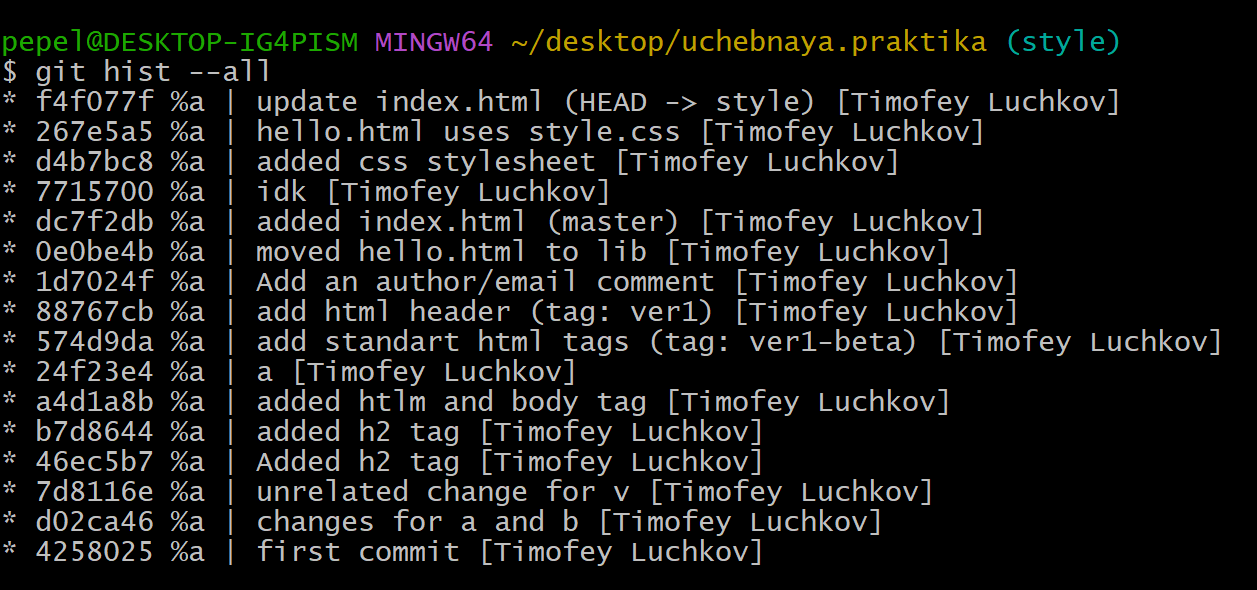 pepel@DESKTOP-IG4PISM MINGW64 ~/desktop/uchebnaya.praktika (style)
$ git hist --all
* f4f077f %a | update index.html (HEAD -> style) [Timofey Luchkov]
* 267e5a5 %a | hello.html uses style.css [Timofey Luchkov]
* d4b7bc8 %a | added css stylesheet [Timofey Luchkov]
* 7715700 %a | idk [Timofey Luchkov]
* dc7f2db %a | added index.html (master) [Timofey Luchkov]
* 0e0be4b %a | moved hello.html to lib [Timofey Luchkov]
* 1d7024f %a | Add an author/email comment [Timofey Luchkov]
* 88767cb %a | add html header (tag: ver1) [Timofey Luchkov]
* 574d9da %a | add standart html tags (tag: ver1-beta) [Timofey Luchkov]
* 24f23e4 %a | a [Timofey Luchkov]
* a4d1a8b %a | added htlm and body tag [Timofey Luchkov]
* b7d8644 %a | added h2 tag [Timofey Luchkov]
* 46ec5b7 %a | Added h2 tag [Timofey Luchkov]
* 7d8116e %a | unrelated change for v [Timofey Luchkov]
* d02ca46 %a | changes for a and b [Timofey Luchkov]
* 4258025 %a | first commit [Timofey Luchkov]